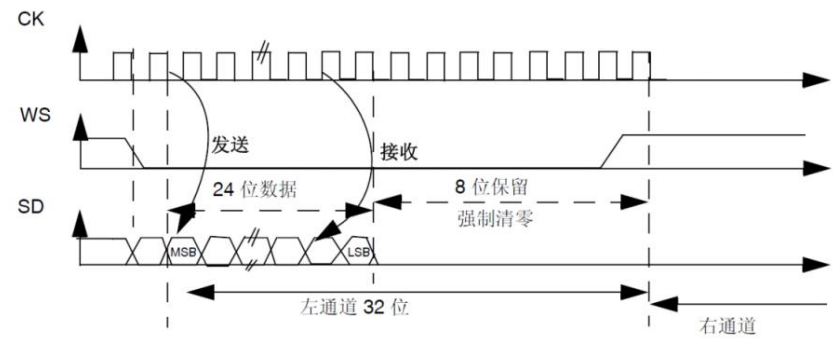 CK
WS
发送
接收
24 位数据
8 位保留
强制清零
SD
MSB
LSB
左通道 32 位
右通道